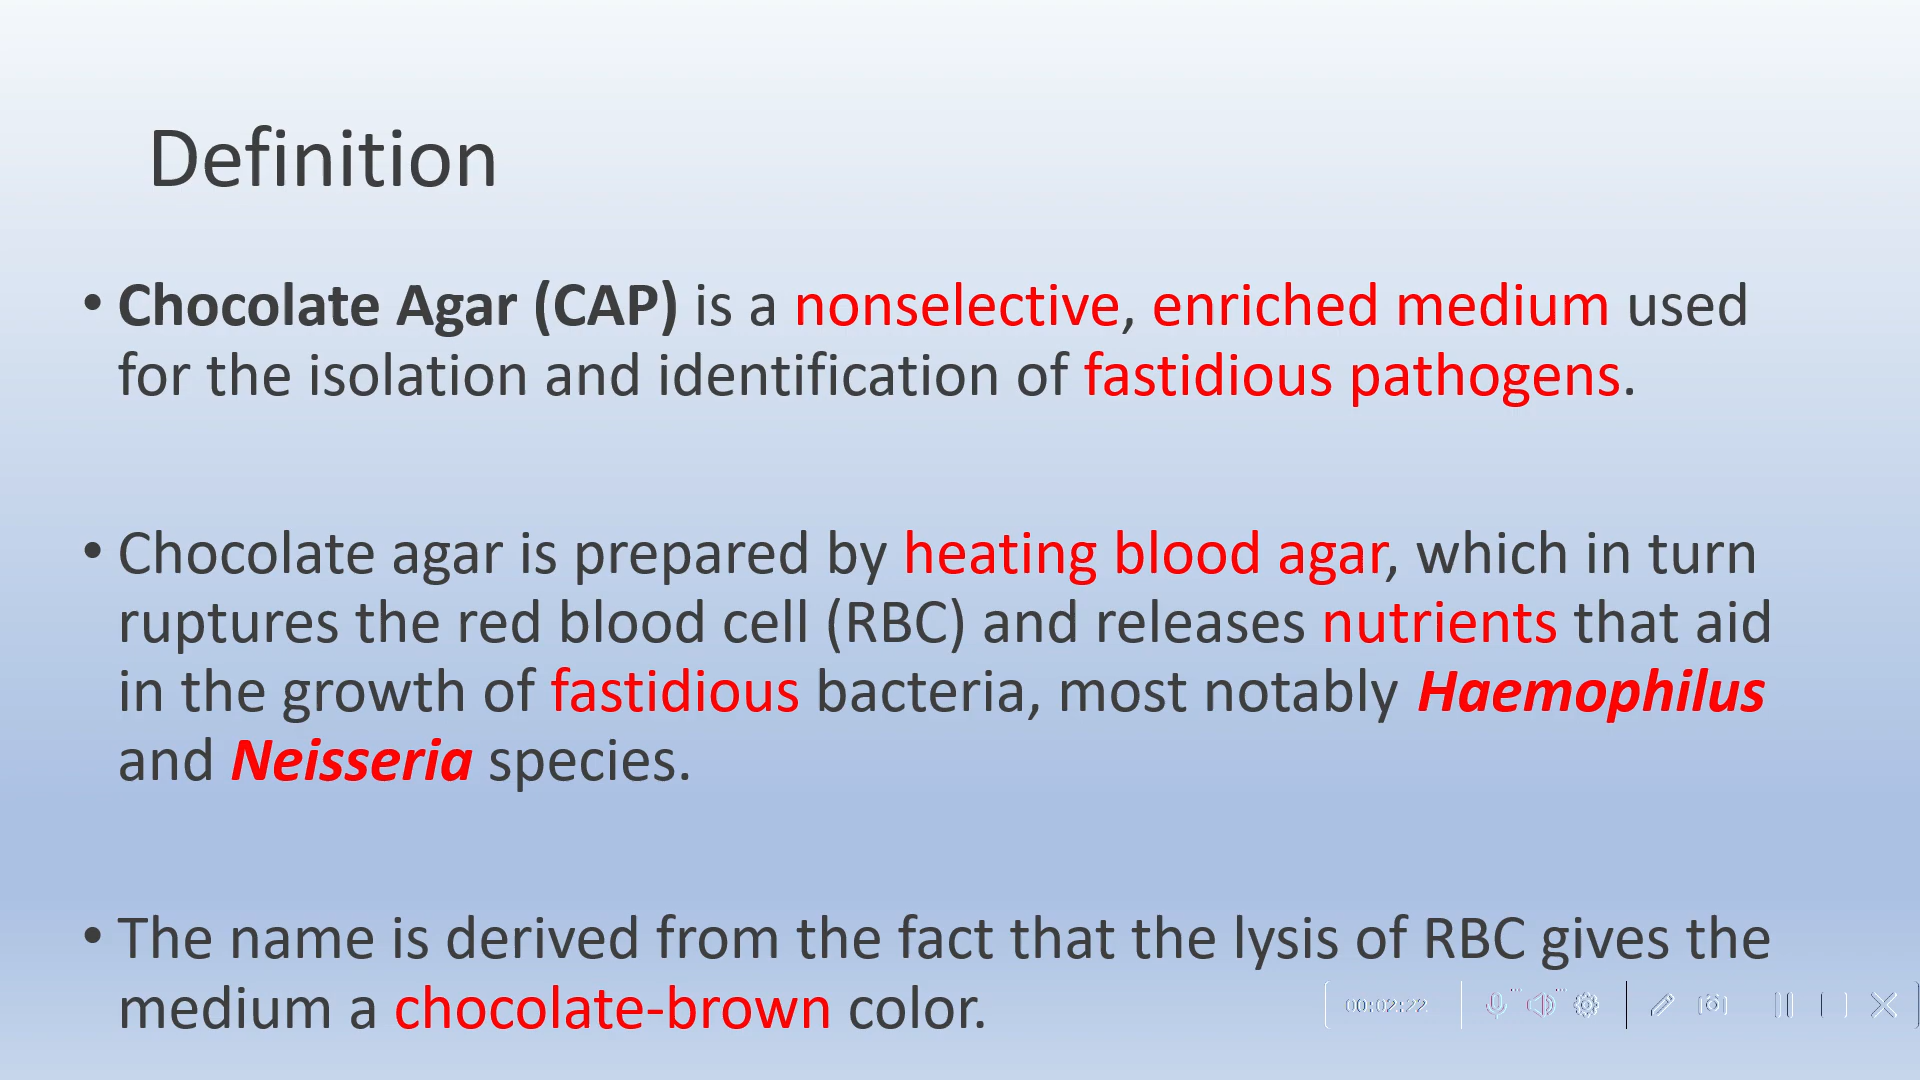 Definition
• Chocolate Agar (CAP) is a nonselective, enriched medium used
for the isolation and identification of fastidious pathogens.
• Chocolate agar is prepared by heating blood agar, which in turn
ruptures the red blood cell (RBC) and releases nutrients that aid
in the growth of fastidious bacteria, most notably Haemophilus
and Neisseria species.
• The name is derived from the fact that the lysis of RBC gives the
medium a chocolate-brown color.
00:02:22